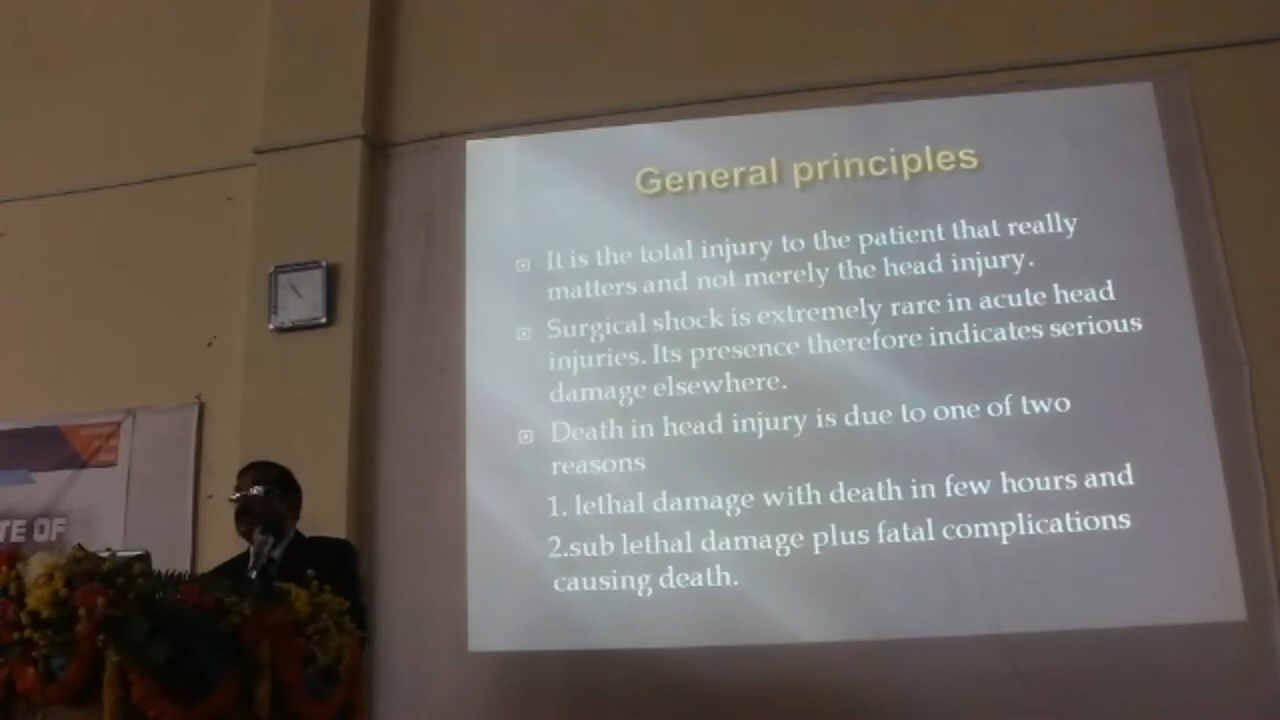 General principles
It is the total injury to the patient that really
matters and not merely the head injury.
Surgical shock is extremely rare in acute head
injuries. Its presence therefore indicates serious
damage elsewhere.
Death in head injury is due to one of two
reasons
1. lethal damage with death in few hours and
2.sub lethal damage plus fatal complications
causing death.
TE OF